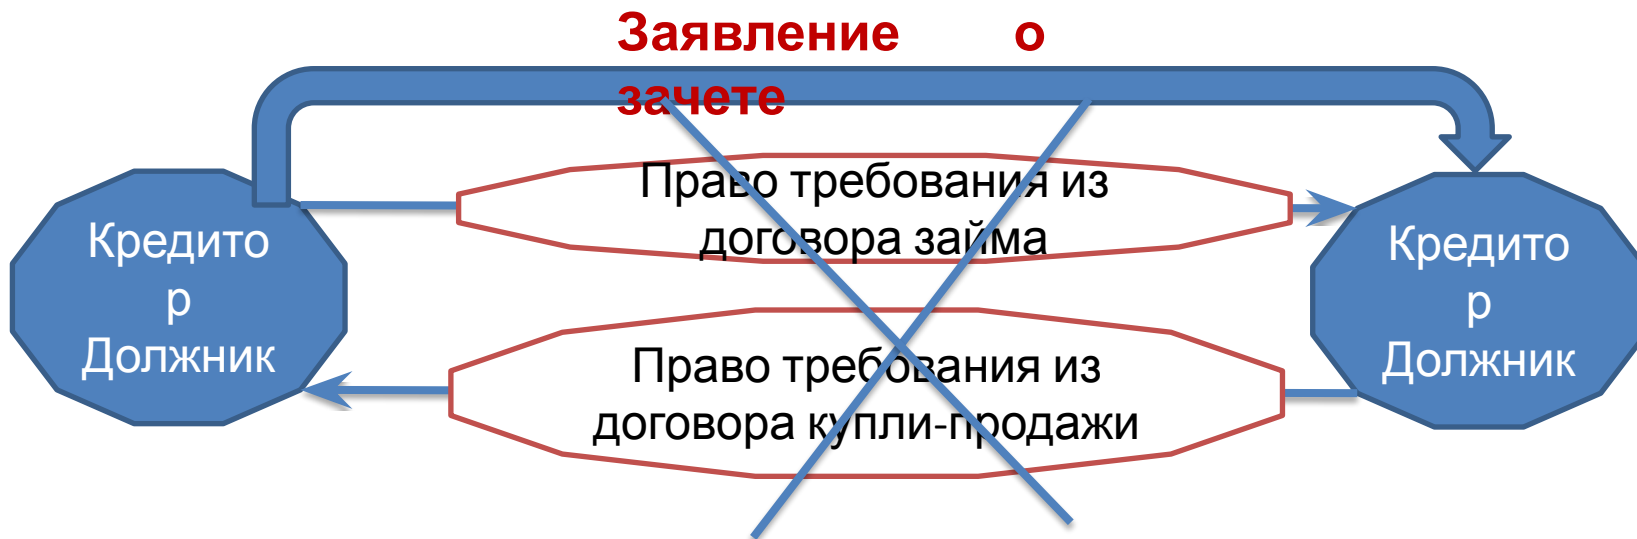 Заявление о
зачете
Право требования из
договора займа
Кредито
р
Должник
Кредито
р
Должник
Право требования из
договора купли-продажи